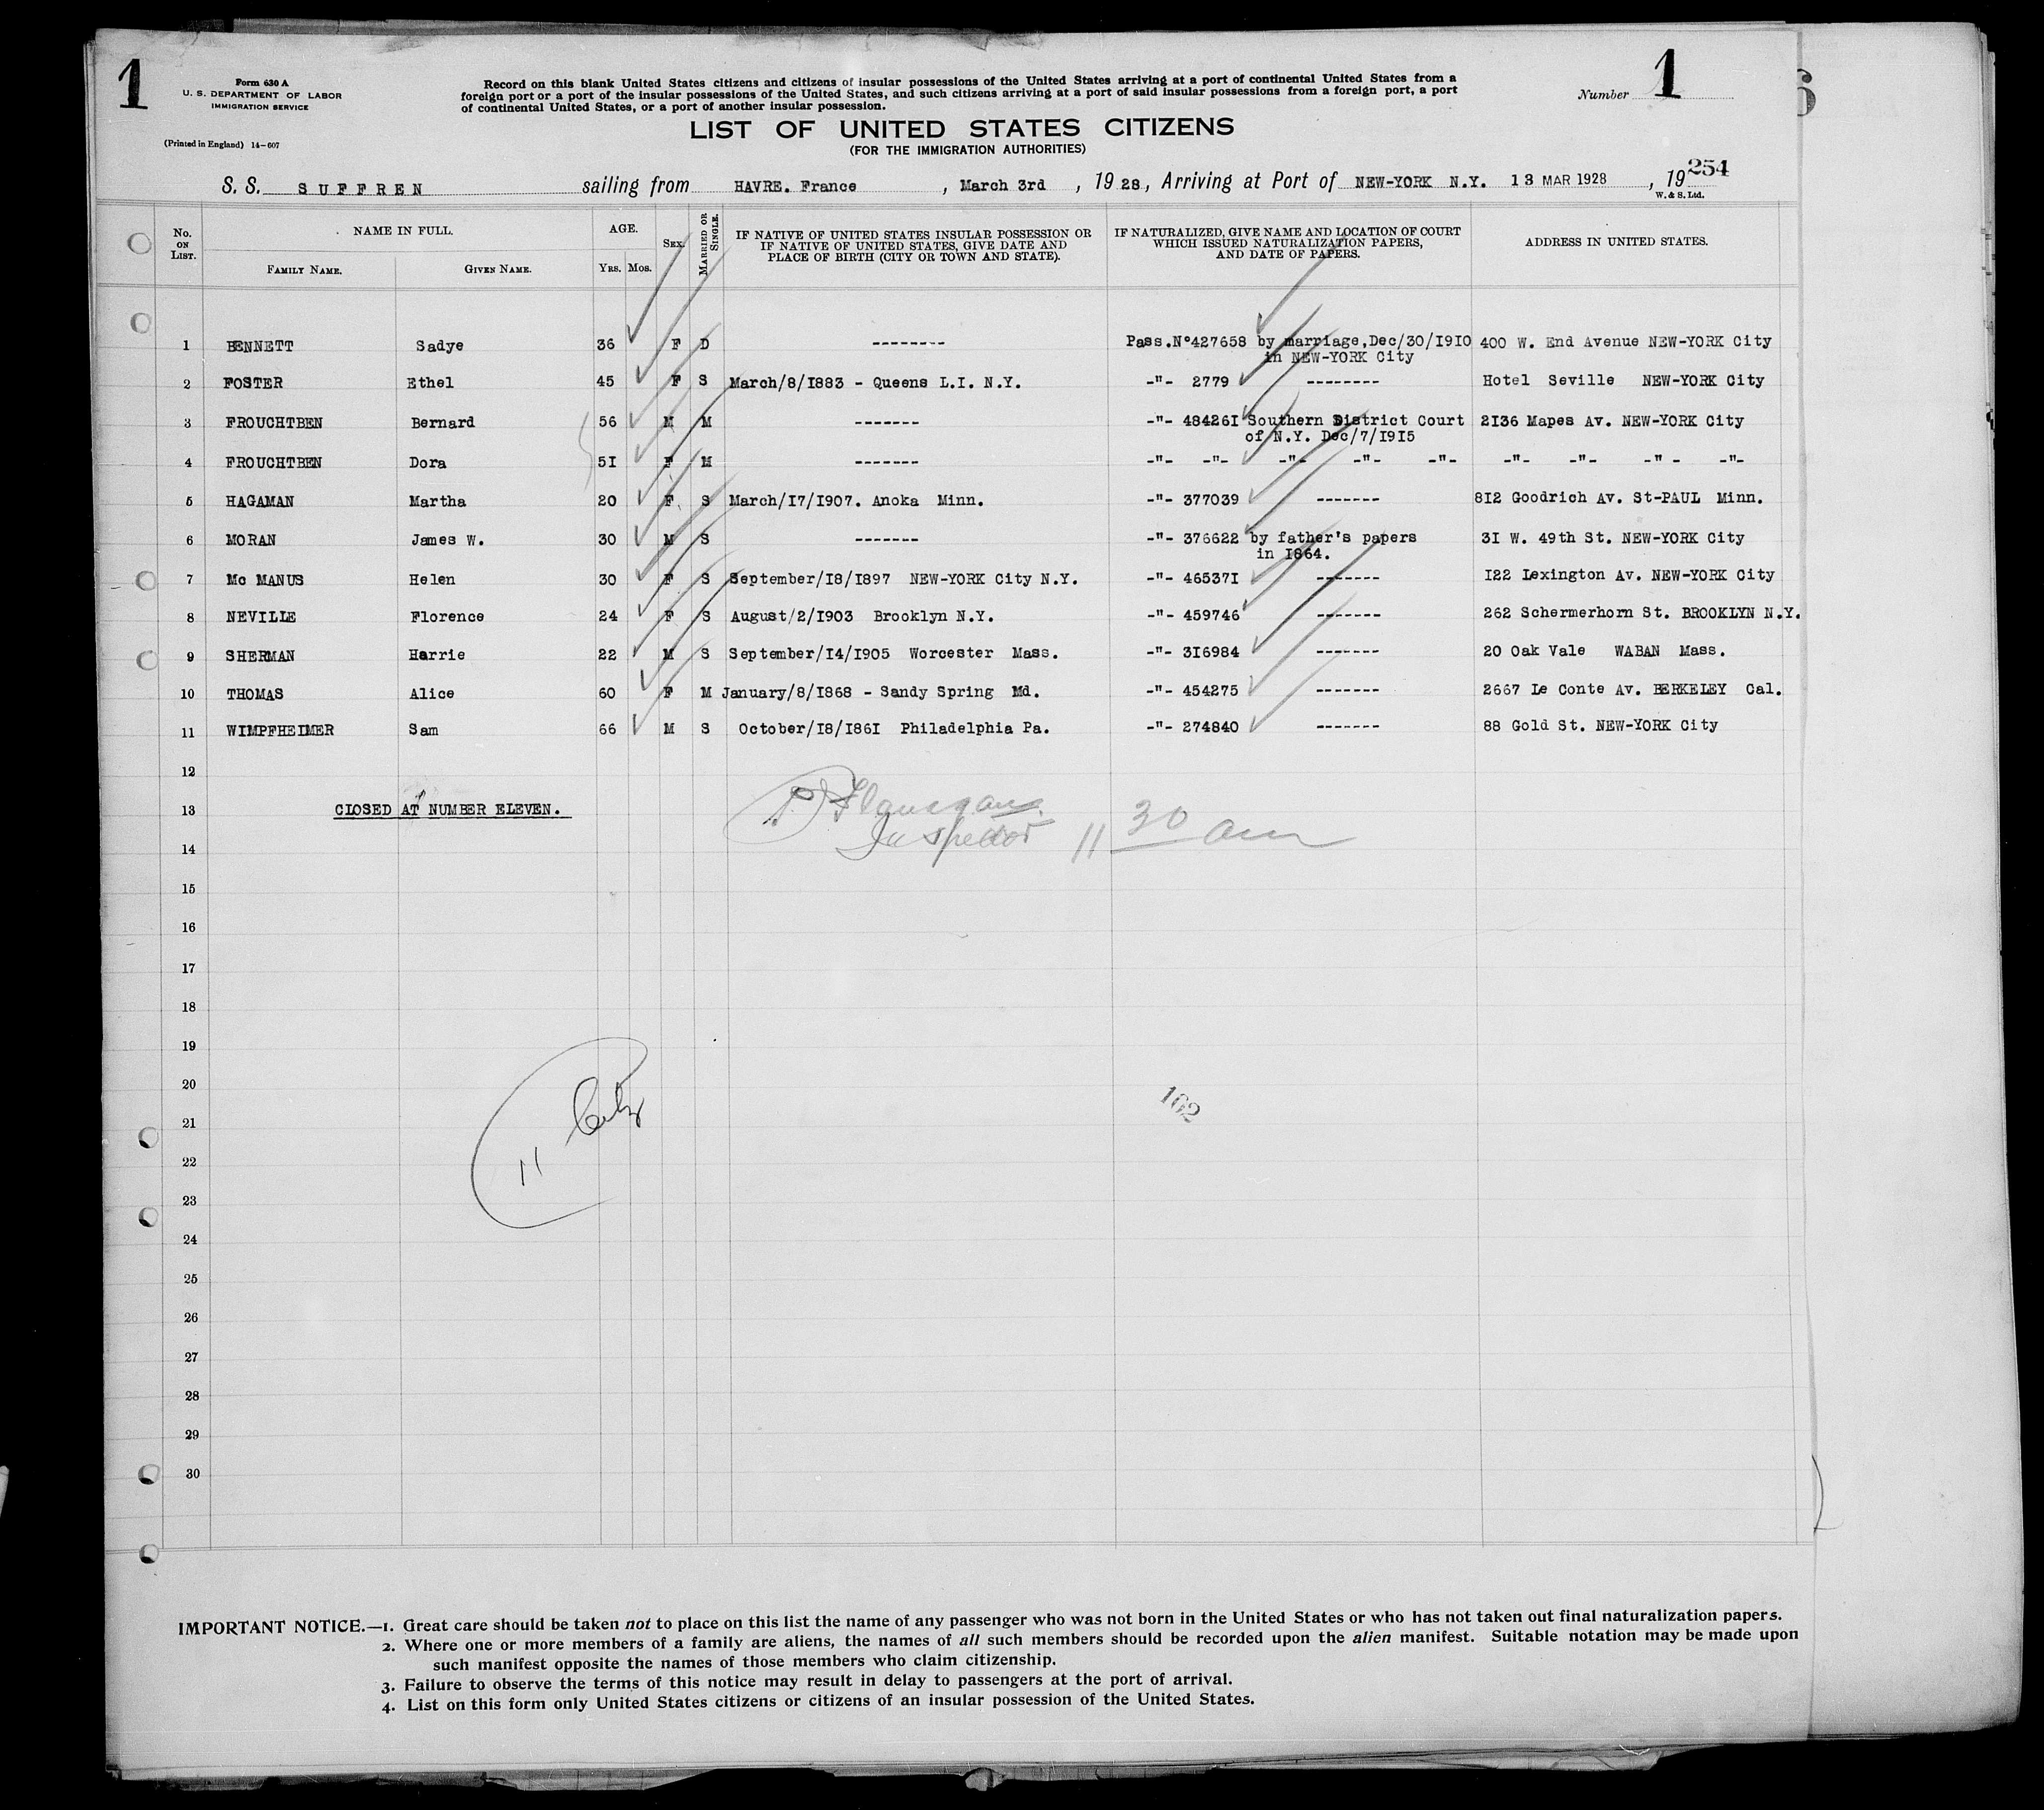 1
Form 630 A
U. S. DEPARTMENT OF LABOR
IMMIGRATION SERVICE
(Printed in England) 14-607
Record on this blank United States citizens and citizens of insular possessions of the United States arriving at a port of continental United States from a
foreign port or a port of the insular possessions of the United States, and such citizens arriving at a port of said insular possessions from a foreign port, a port
of continental United States, or a port of another insular possession.
Number 1
6
LIST OF UNITED STATES CITIZENS
(FOR THE IMMIGRATION AUTHORITIES)
254
S. S. SUFFREN sailing from HAVRE. France , March 3rd , 19 28, Arriving at Port of NEW-YORK N.Y. 13 MAR 1928 , 19
W. & S. Ltd.
No. ON LIST. NAME IN FULL. FAMILY NAME. GIVEN NAME. AGE. YRS. MOS. SEX. MARRIED OR SINGLE.
IF NATIVE OF UNITED STATES INSULAR POSSESSION OR
IF NATIVE OF UNITED STATES, GIVE DATE AND
PLACE OF BIRTH (CITY OR TOWN AND STATE).
IF NATURALIZED, GIVE NAME AND LOCATION OF COURT
WHICH ISSUED NATURALIZATION PAPERS,
AND DATE OF PAPERS.
ADDRESS IN UNITED STATES.
1 BENNETT Sadye 36 F D -------- Pass.N°427658 by marriage,Dec/30/1910 400 W. End Avenue NEW-YORK City
in NEW-YORK City
2 FOSTER Ethel 45 F S March/8/1883 - Queens L.I. N.Y. -"- 2779 -------- Hotel Seville NEW-YORK City
3 FROUCHTBEN Bernard 56 M M ------- -"- 484261 Southern District Court 2136 Mapes Av. NEW-YORK City
of N.Y. Dec/7/1915
4 FROUCHTBEN Dora 51 F M ------- -"- -"- -"- -"- -"- -"- -"- -"- -"-
5 HAGAMAN Martha 20 F S March/17/1907. Anoka Minn. -"- 377039 ------- 812 Goodrich Av. St-PAUL Minn.
6 MORAN James W. 30 M S ------- -"- 376622 by father's papers 31 W. 49th St. NEW-YORK City
in 1864.
7 Mc MANUS Helen 30 F S September/18/1897 NEW-YORK City N.Y. -"- 465371 ------- 122 Lexington Av. NEW-YORK City
8 NEVILLE Florence 24 F S August/2/1903 Brooklyn N.Y. -"- 459746 ------- 262 Schermerhorn St. BROOKLYN N.Y.
9 SHERMAN Harrie 22 M S September/14/1905 Worcester Mass. -"- 316984 ------- 20 Oak Vale WABAN Mass.
10 THOMAS Alice 60 F M January/8/1868 - Sandy Spring Md. -"- 454275 ------- 2667 Le Conte Av. BERKELEY Cal.
11 WIMPFHEIMER Sam 66 M S October/18/1861 Philadelphia Pa. -"- 274840 ------- 88 Gold St. NEW-YORK City
12
13 CLOSED AT NUMBER ELEVEN. Flanagan
Inspector 11 30 am
14
15
16
17
18
19
20
162
21
22
11
23
24
25
26
27
28
29
30
IMPORTANT NOTICE.—1. Great care should be taken not to place on this list the name of any passenger who was not born in the United States or who has not taken out final naturalization papers.
2. Where one or more members of a family are aliens, the names of all such members should be recorded upon the alien manifest. Suitable notation may be made upon
such manifest opposite the names of those members who claim citizenship.
3. Failure to observe the terms of this notice may result in delay to passengers at the port of arrival.
4. List on this form only United States citizens or citizens of an insular possession of the United States.